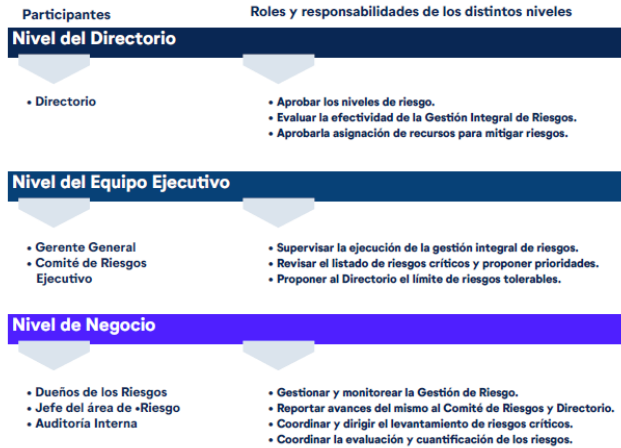 Participantes
Roles y responsabilidades de los distintos niveles
Nivel del Directorio
• Directorio
• Aprobar los niveles de riesgo.
• Evaluar la efectividad de la Gestión Integral de Riesgos.
• Aprobarla asignación de recursos para mitigar riesgos.
Nivel del Equipo Ejecutivo
• Gerente General
• Comité de Riesgos
Ejecutivo
• Supervisar la ejecución de la gestión integral de riesgos.
• Revisar el listado de riesgos críticos y proponer prioridades.
• Proponer al Directorio el límite de riesgos tolerables.
Nivel de Negocio
• Dueños de los Riesgos
• Jefe del área de •Riesgo
• Auditoría Interna
• Gestionar y monitorear la Gestión de Riesgo.
• Reportar avances del mismo al Comité de Riesgos y Directorio.
• Coordinar y dirigir el levantamiento de riesgos críticos.
• Coordinar la evaluación y cuantificación de los riesgos.